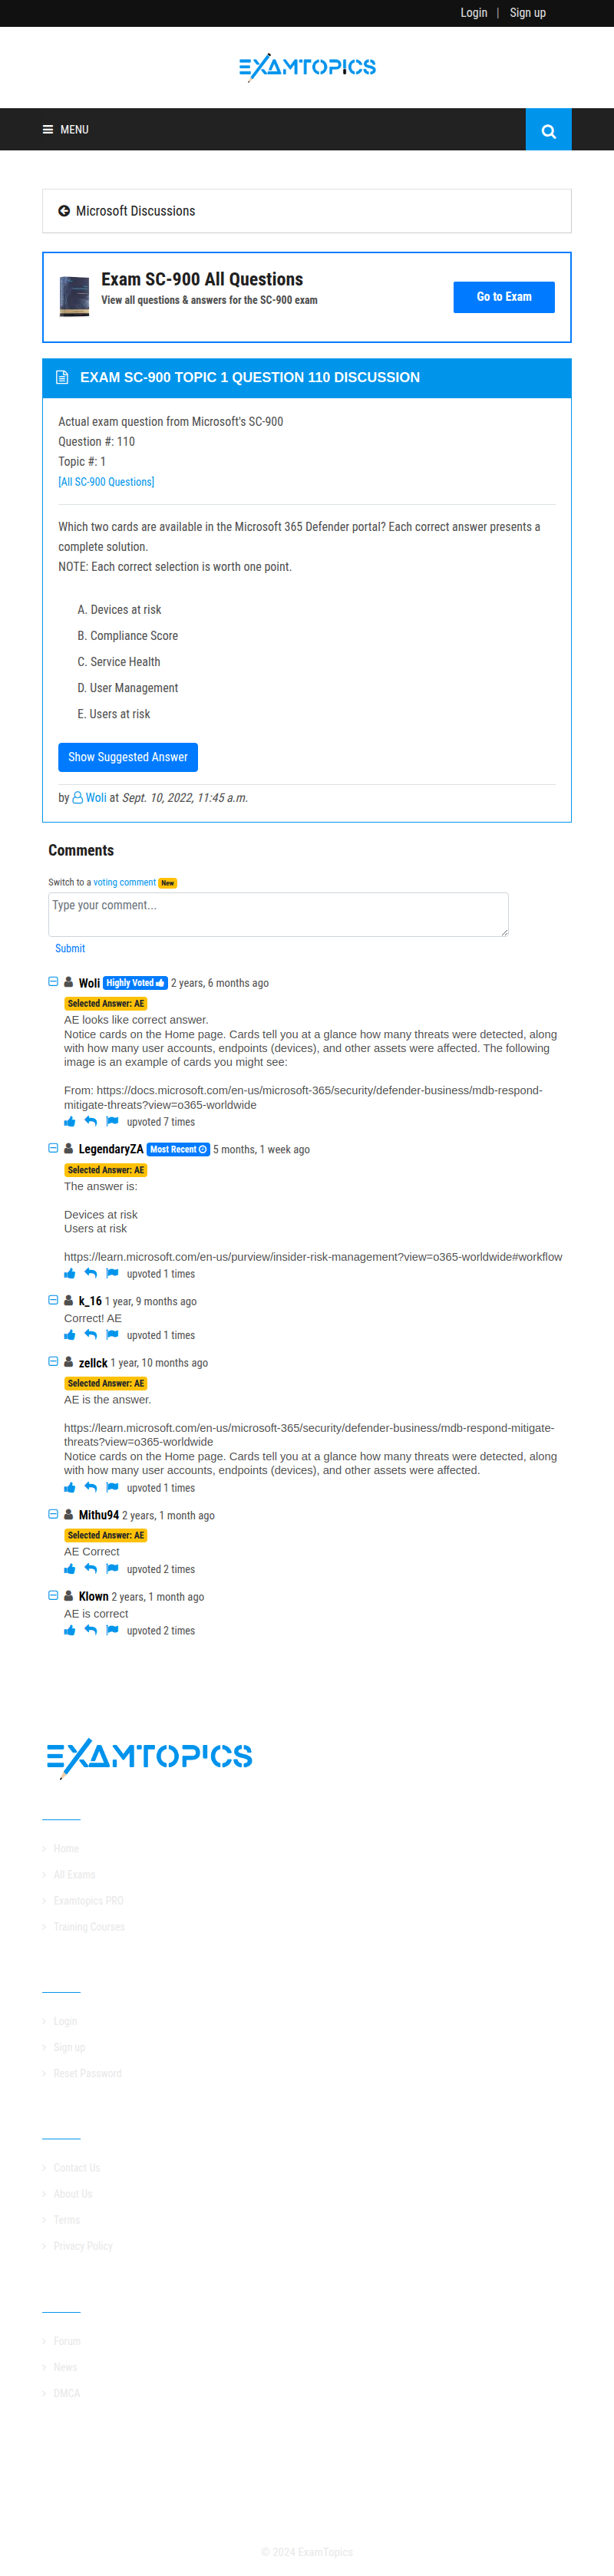 Login | Sign up
EXAMTOPICS
MENU
Microsoft Discussions
Exam SC-900 All Questions
View all questions & answers for the SC-900 exam
Go to Exam
EXAM SC-900 TOPIC 1 QUESTION 110 DISCUSSION
Actual exam question from Microsoft's SC-900
Question #: 110
Topic #: 1
[All SC-900 Questions]
Which two cards are available in the Microsoft 365 Defender portal? Each correct answer presents a
complete solution.
NOTE: Each correct selection is worth one point.
A. Devices at risk
B. Compliance Score
C. Service Health
D. User Management
E. Users at risk
Show Suggested Answer
by Woli at Sept. 10, 2022, 11:45 a.m.
Comments
Switch to a voting comment New
Type your comment...
Submit
Woli Highly Voted 2 years, 6 months ago
Selected Answer: AE
AE looks like correct answer.
Notice cards on the Home page. Cards tell you at a glance how many threats were detected, along
with how many user accounts, endpoints (devices), and other assets were affected. The following
image is an example of cards you might see:
From: https://docs.microsoft.com/en-us/microsoft-365/security/defender-business/mdb-respond-
mitigate-threats?view=o365-worldwide
upvoted 7 times
LegendaryZA Most Recent 5 months, 1 week ago
Selected Answer: AE
The answer is:
Devices at risk
Users at risk
https://learn.microsoft.com/en-us/purview/insider-risk-management?view=o365-worldwide#workflow
upvoted 1 times
k_16 1 year, 9 months ago
Correct! AE
upvoted 1 times
zellck 1 year, 10 months ago
Selected Answer: AE
AE is the answer.
https://learn.microsoft.com/en-us/microsoft-365/security/defender-business/mdb-respond-mitigate-
threats?view=o365-worldwide
Notice cards on the Home page. Cards tell you at a glance how many threats were detected, along
with how many user accounts, endpoints (devices), and other assets were affected.
upvoted 1 times
Mithu94 2 years, 1 month ago
Selected Answer: AE
AE Correct
upvoted 2 times
Klown 2 years, 1 month ago
AE is correct
upvoted 2 times
EXAMTOPICS
Home
All Exams
Examtopics PRO
Training Courses
Login
Sign up
Reset Password
Contact Us
About Us
Terms
Privacy Policy
Forum
News
DMCA
© 2024 ExamTopics